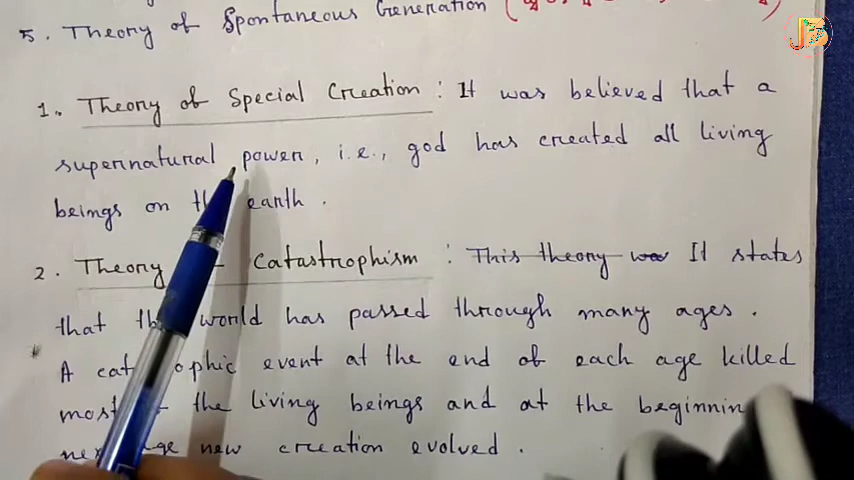 5. Theory of Spontaneous Generation (
1. Theory of Special Creation : It was believed that a
supernatural power, i.e., god has created all living
beings on earth .
2. Theory Catastrophism : This theory was It states
that world has passed through many ages .
A event at the end of each age killed
most the living beings and at the
new creation evolved .
JB